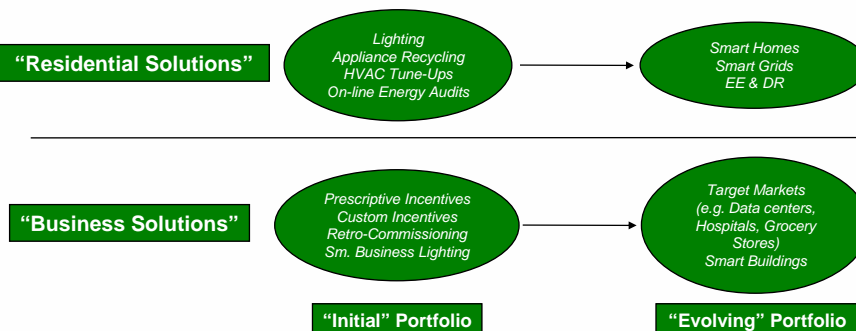 “Residential Solutions”
Lighting
Appliance Recycling
HVAC Tune-Ups
On-line Energy Audits
Smart Homes
Smart Grids
EE & DR
“Business Solutions”
Prescriptive Incentives
Custom Incentives
Retro-Commissioning
Sm. Business Lighting
Target Markets
(e.g. Data centers,
Hospitals, Grocery
Stores)
Smart Buildings
“Initial” Portfolio
“Evolving” Portfolio